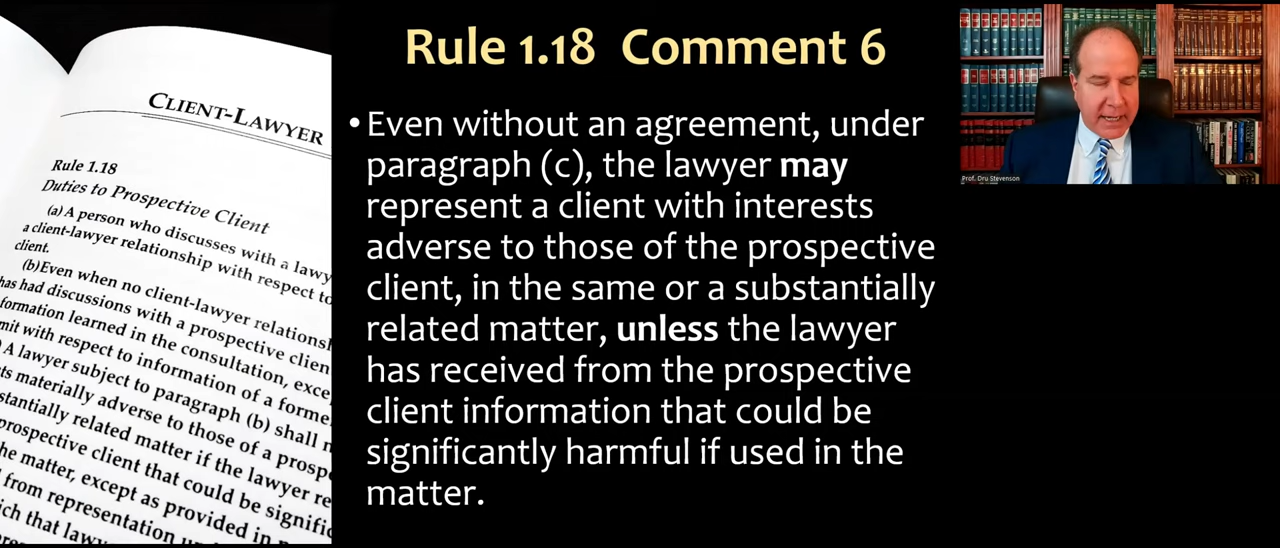 Rule 1.18 Comment 6
• Even without an agreement, under
paragraph (c), the lawyer may
represent a client with interests
adverse to those of the prospective
client, in the same or a substantially
related matter, unless the lawyer
has received from the prospective
client information that could be
significantly harmful if used in the
matter.
CLIENT-LAWYER
Rule 1.18
Duties to Prospective Client
(a) A person who discusses with a lawy
a client-lawyer relationship with respect to
client.
(b) Even when no client-lawyer relations
has had discussions with a prospective clien
formation learned in the consultation, exce
mit with respect to information of a forme
A lawyer subject to paragraph (b) shall n
ts materially adverse to those of a prosp
stantially related matter if the lawyer re
prospective client that could be signific
he matter, except as provided in
from representation
ich that lawy
Prof. Dru Stevenson